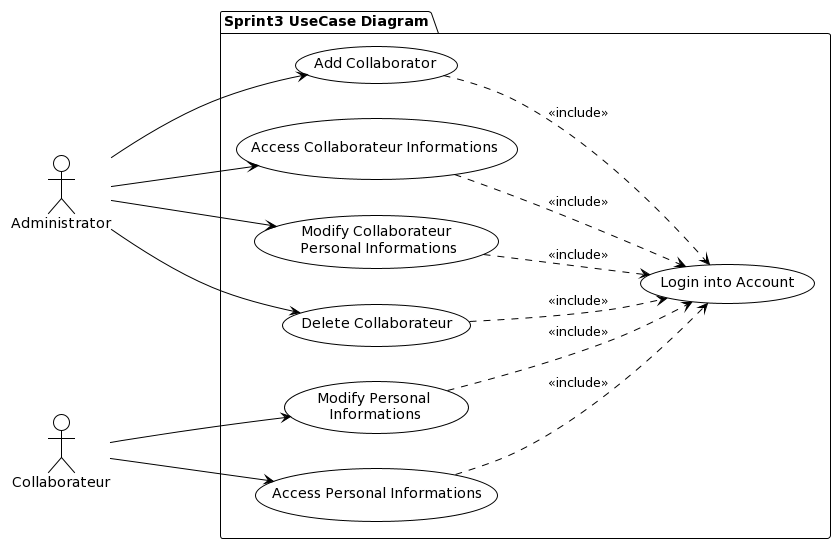 Sprint3 UseCase Diagram
Add Collaborator
«include»
Access Collaborateur Informations
«include»
Administrator
Modify Collaborateur
Personal Informations
«include»
Login into Account
«include»
Delete Collaborateur
«include»
Modify Personal
Informations
«include»
Collaborateur
Access Personal Informations